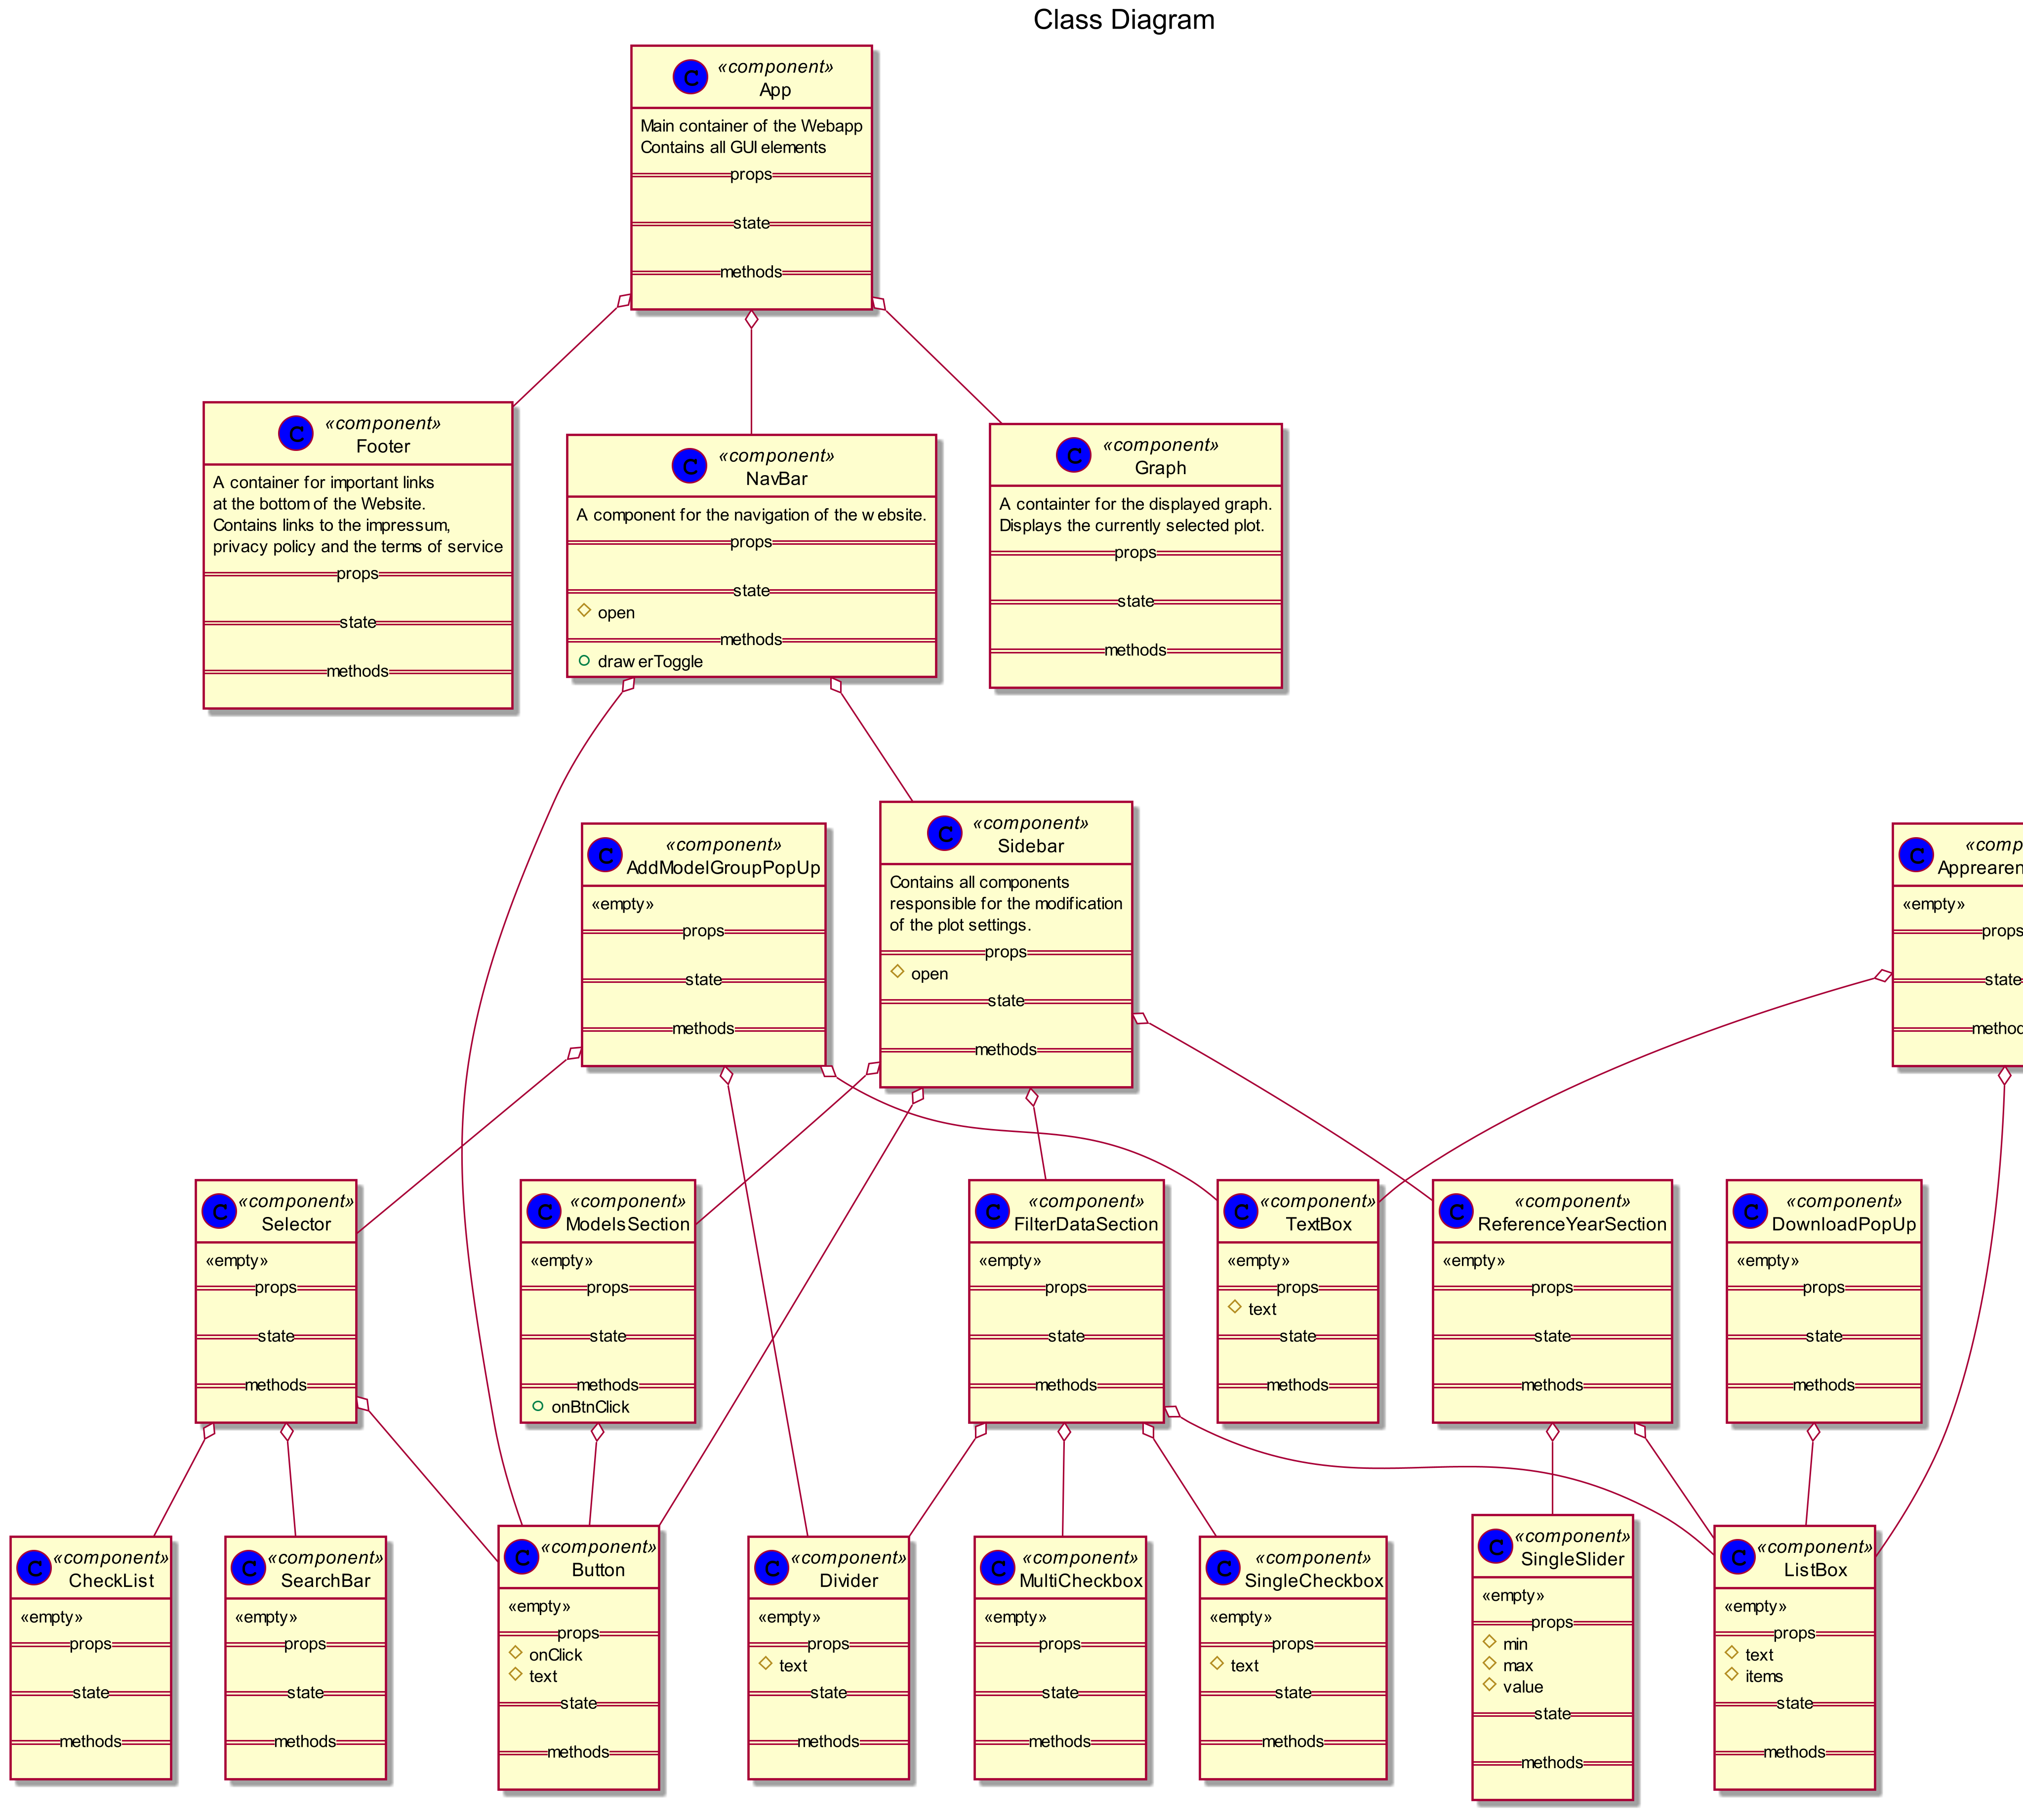 Class Diagram
C
«component»
App
Main container of the Webapp
Contains all GUI elements
props
state
methods
C
«component»
Footer
A container for important links
at the bottom of the Website.
Contains links to the impressum,
privacy policy and the terms of service
props
state
methods
C
«component»
NavBar
A component for the navigation of the website.
props
state
open
methods
drawerToggle
C
«component»
Graph
A containter for the displayed graph.
Displays the currently selected plot.
props
state
methods
C
«component»
AddModelGroupPopUp
«empty»
props
state
methods
C
«component»
Sidebar
Contains all components
responsible for the modification
of the plot settings.
props
open
state
methods
C
«comp
Apprearen
«empty»
props
state
method
C
«component»
Selector
«empty»
props
state
methods
C
«component»
ModelsSection
«empty»
props
state
methods
onBtnClick
C
«component»
FilterDataSection
«empty»
props
state
methods
C
«component»
TextBox
«empty»
props
text
state
methods
C
«component»
ReferenceYearSection
«empty»
props
state
methods
C
«component»
DownloadPopUp
«empty»
props
state
methods
C
«component»
CheckList
«empty»
props
state
methods
C
«component»
SearchBar
«empty»
props
state
methods
C
«component»
Button
«empty»
props
onClick
text
state
methods
C
«component»
Divider
«empty»
props
text
state
methods
C
«component»
MultiCheckbox
«empty»
props
state
methods
C
«component»
SingleCheckbox
«empty»
props
text
state
methods
C
«component»
SingleSlider
«empty»
props
min
max
value
state
methods
C
«component»
ListBox
«empty»
props
text
items
state
methods